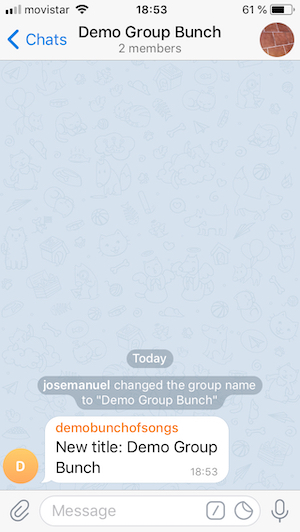 movistar 18:53 61 %
Chats Demo Group Bunch
2 members
Today
josemanuel changed the group name
to "Demo Group Bunch"
demobunchofsongs
New title: Demo Group
Bunch 18:53
D
Message